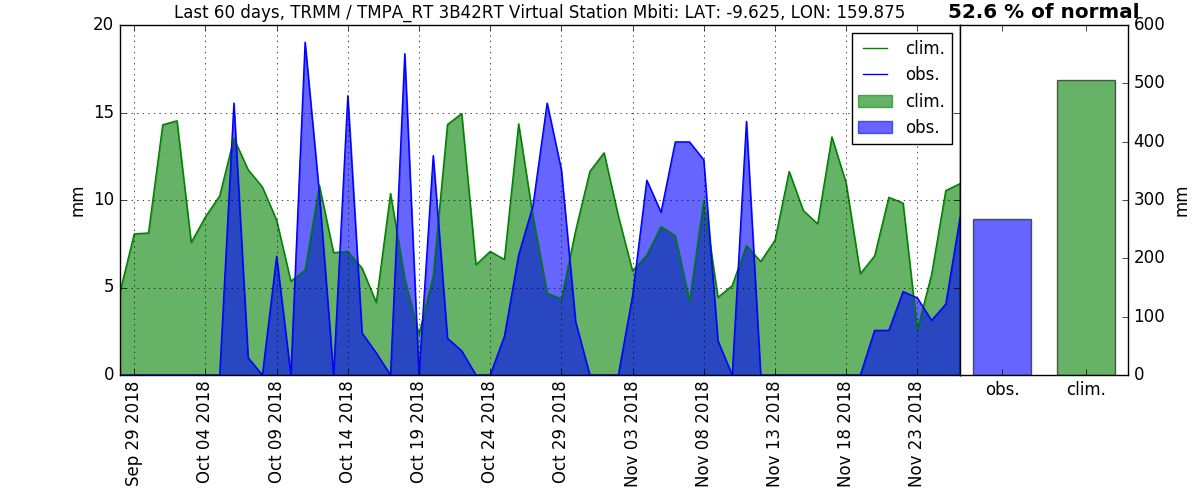 Last 60 days, TRMM / TMPA_RT 3B42RT Virtual Station Mbiti: LAT: -9.625, LON: 159.875
52.6 % of normal
20
15
10
5
0
mm
clim.
obs.
clim.
obs.
600
500
400
300
200
100
0
mm
obs.
clim.
Sep 29 2018
Oct 04 2018
Oct 09 2018
Oct 14 2018
Oct 19 2018
Oct 24 2018
Oct 29 2018
Nov 03 2018
Nov 08 2018
Nov 13 2018
Nov 18 2018
Nov 23 2018